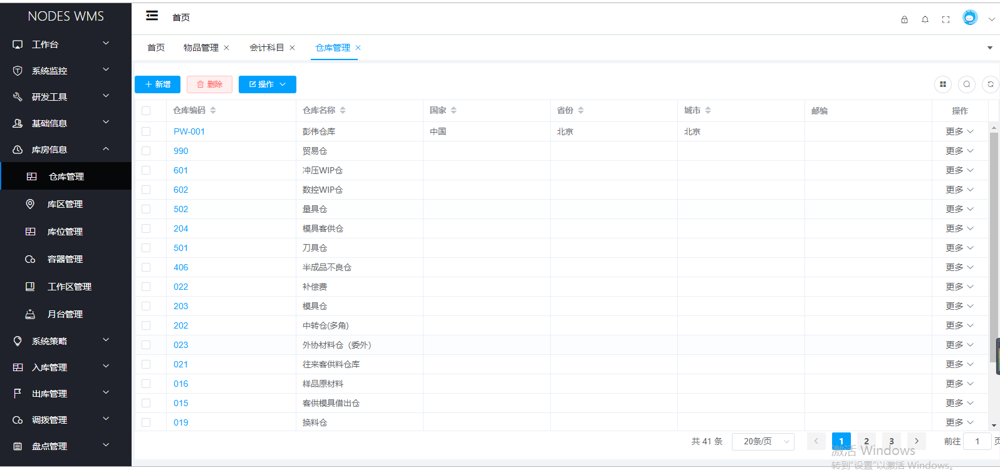 NODES WMS
首页
工作台
系统监控
研发工具
基础信息
库房信息
仓库管理
库区管理
库位管理
容器管理
工作区管理
月台管理
系统策略
入库管理
出库管理
调拨管理
盘点管理
首页 物品管理 会计科目 仓库管理
新增 删除 操作
仓库编码 仓库名称 国家 省份 城市 邮编 操作
PW-001 彭伟仓库 中国 北京 北京 更多
990 贸易仓 更多
601 冲压WIP仓 更多
602 数控WIP仓 更多
502 量具仓 更多
204 模具客供仓 更多
501 刀具仓 更多
406 半成品不良仓 更多
022 补偿费 更多
203 模具仓 更多
202 中转仓(多角) 更多
023 外协材料仓（委外） 更多
021 往来客供料仓库 更多
016 样品原材料 更多
015 客供模具借出仓 更多
019 换料仓 更多
共 41 条 20条/页 1 2 3 前往 1 页
激活 Windows
转到"设置"以激活 Windows。